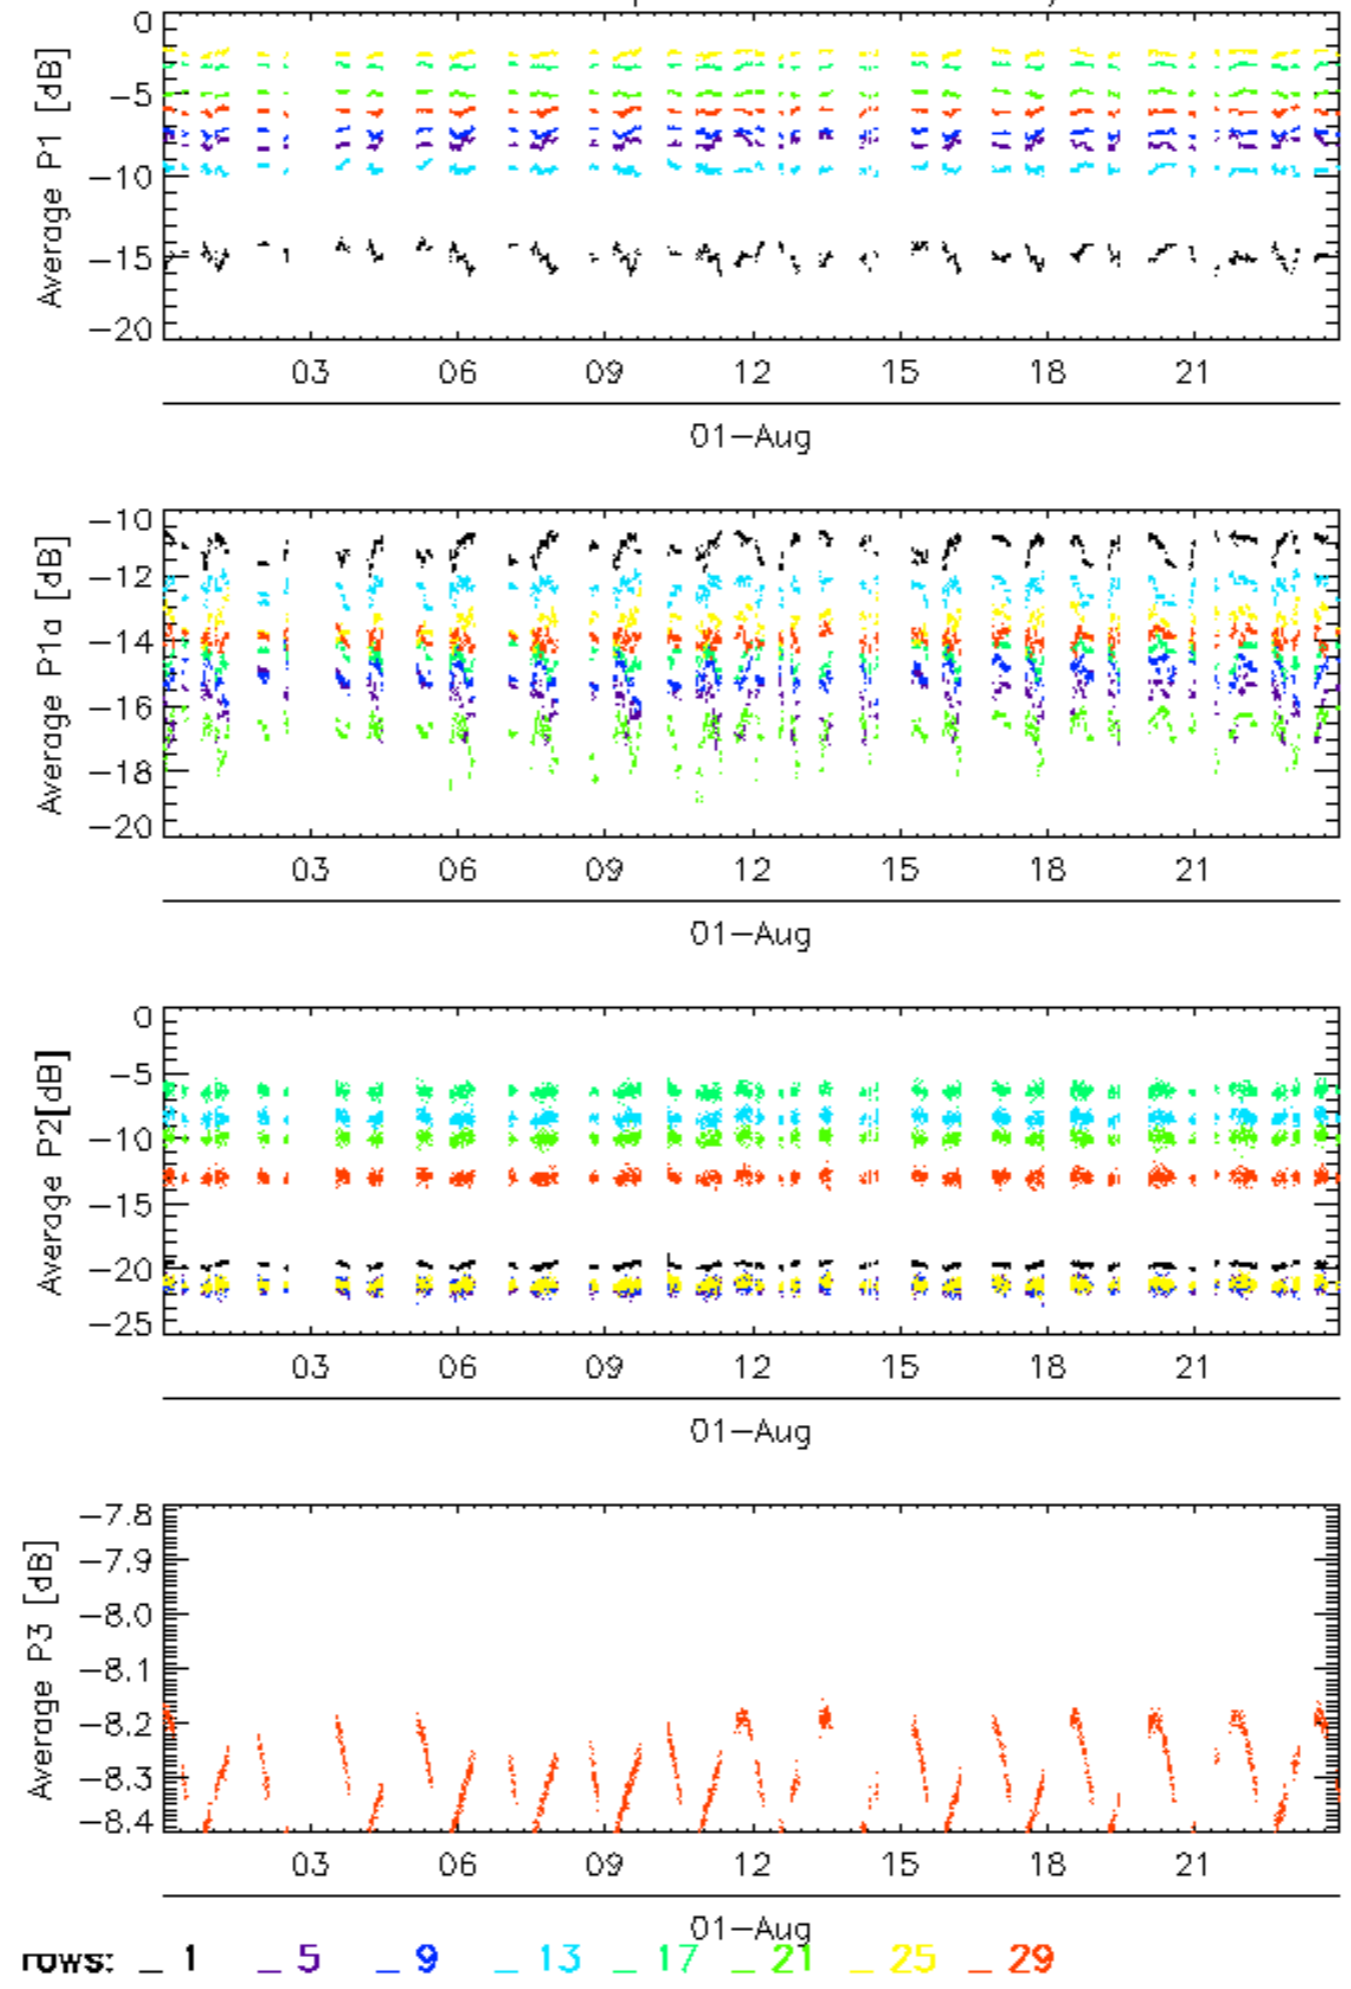 0
−5
−10
−15
−20
Average P1 [dB]
03 06 09 12 15 18 21
01−Aug
−10
−12
−14
−16
−18
−20
Average P1a [dB]
03 06 09 12 15 18 21
01−Aug
0
−5
−10
−15
−20
−25
Average P2[dB]
03 06 09 12 15 18 21
01−Aug
−7.8
−7.9
−8.0
−8.1
−8.2
−8.3
−8.4
Average P3 [dB]
03 06 09 12 15 18 21
01−Aug
rows: _ 1 _ 5 _ 9 _ 13 _ 17 _ 21 _ 25 _ 29